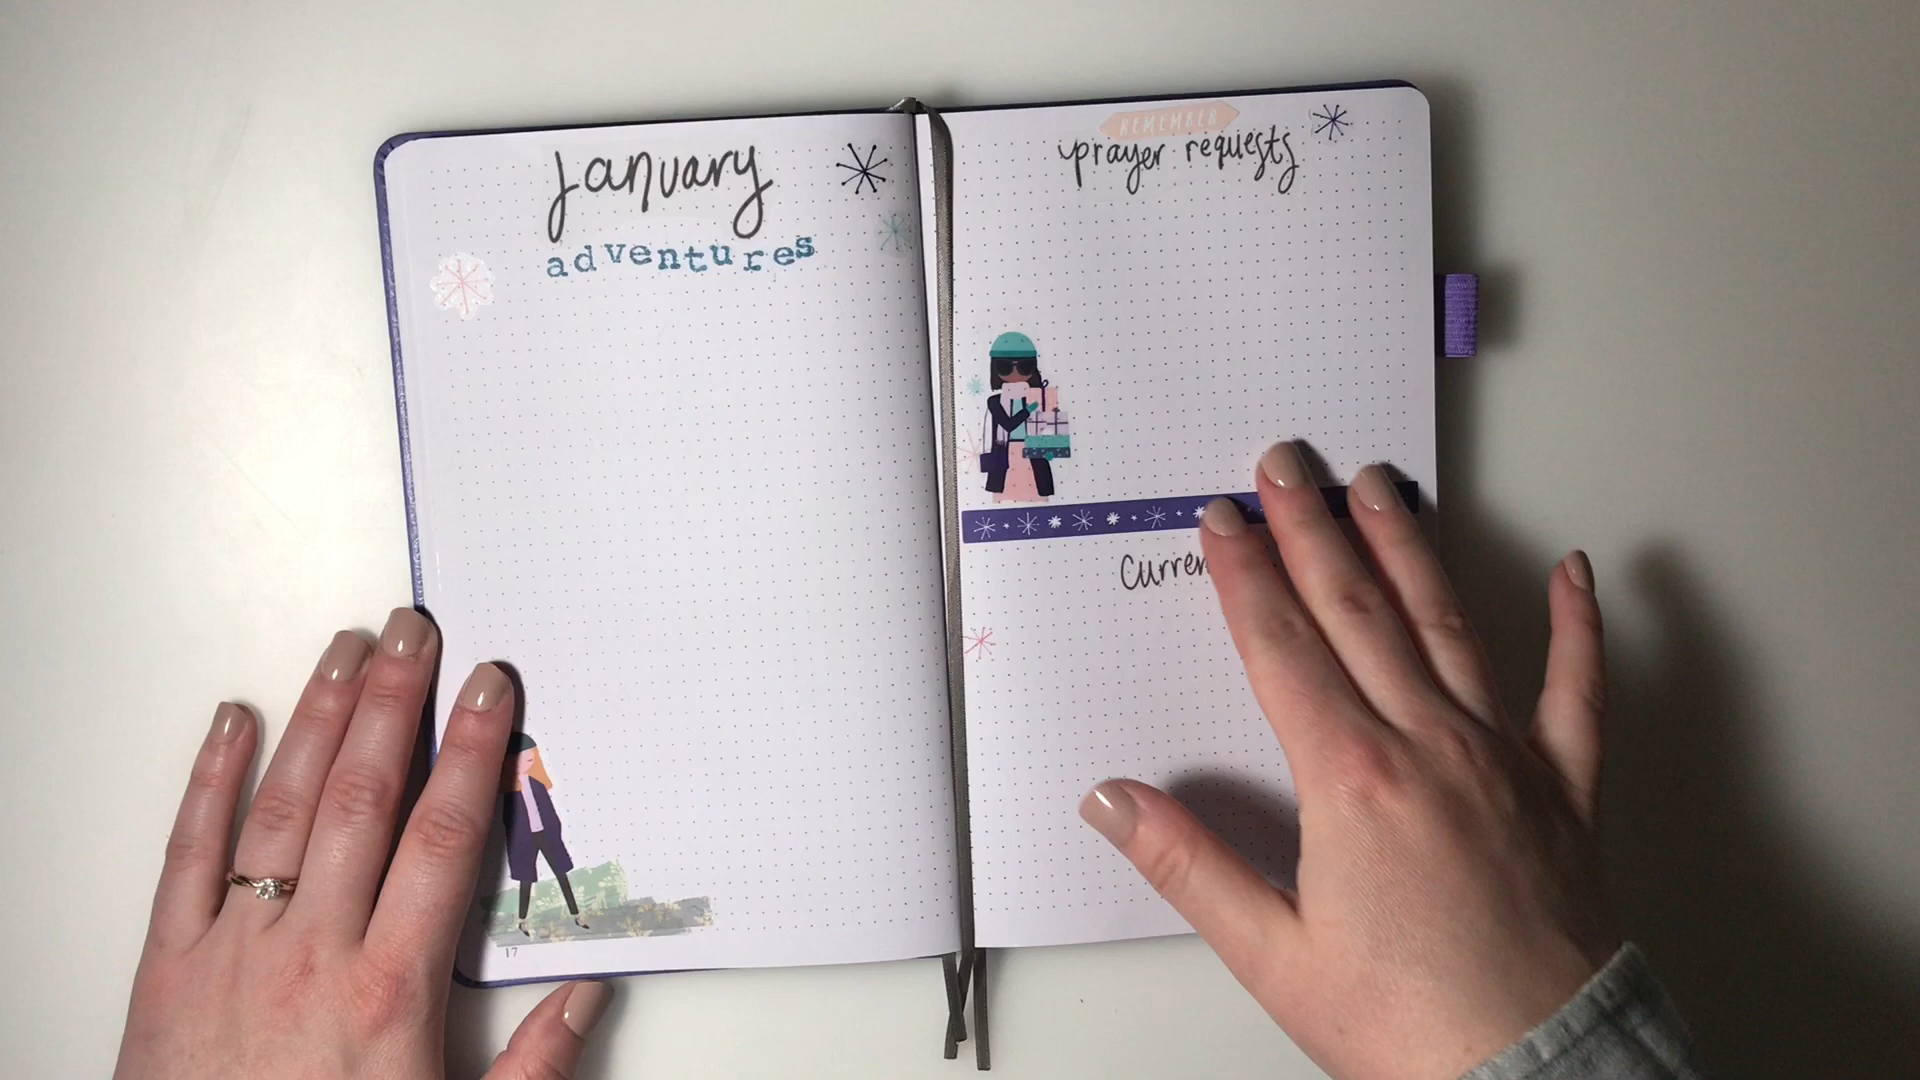 January
adventures
17
REMEMBER
prayer requests
Curren